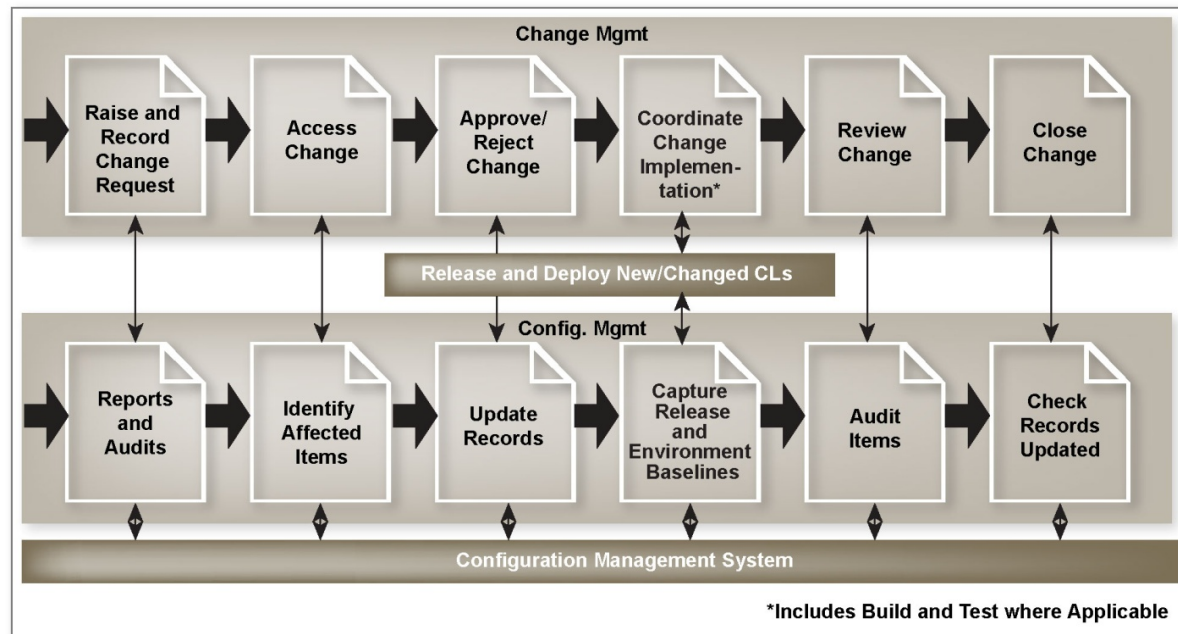 Change Mgmt
Raise and
Record
Change
Request
Access
Change
Approve/
Reject
Change
Coordinate
Change
Implemen-
tation*
Review
Change
Close
Change
Release and Deploy New/Changed CLs
Config. Mgmt
Reports
and
Audits
Identify
Affected
Items
Update
Records
Capture
Release
and
Environment
Baselines
Audit
Items
Check
Records
Updated
Configuration Management System
*Includes Build and Test where Applicable